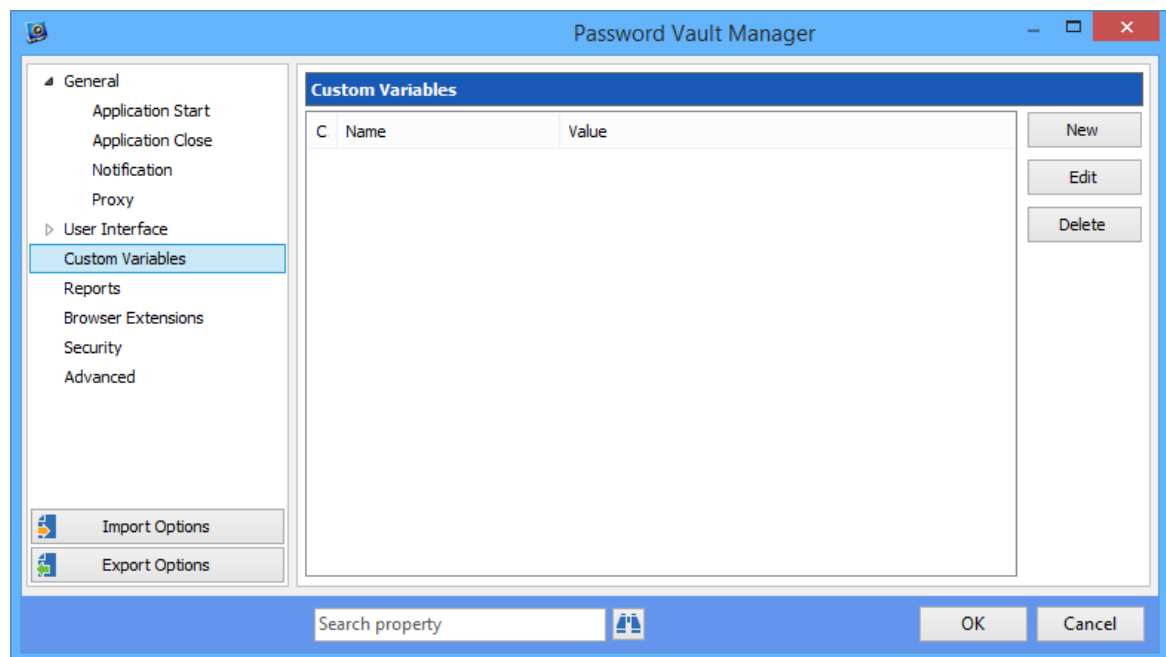 Password Vault Manager
General
Application Start
Application Close
Notification
Proxy
User Interface
Custom Variables
Reports
Browser Extensions
Security
Advanced
Import Options
Export Options
Custom Variables
C Name Value
New
Edit
Delete
Search property
OK Cancel